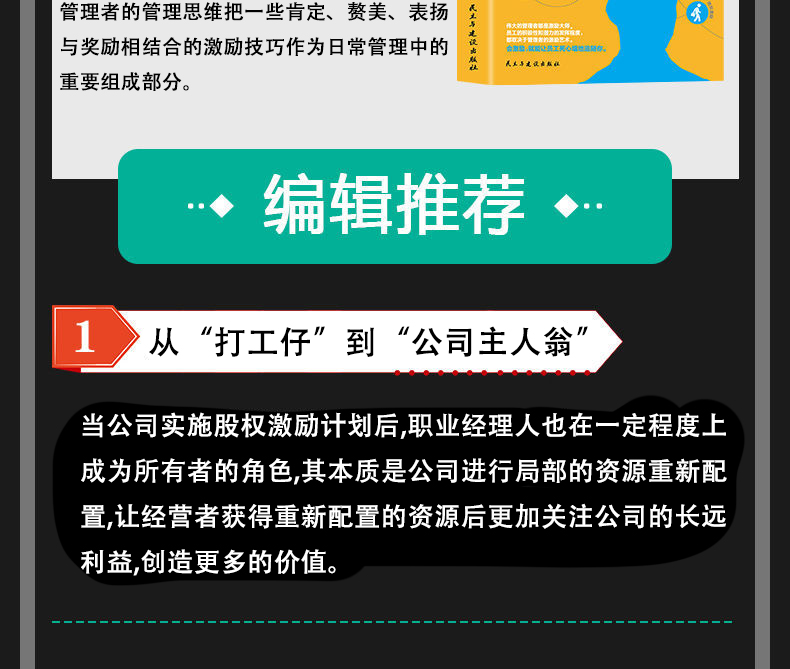 管理者的管理思维把一些肯定、赘美、表扬
与奖励相结合的激励技巧作为日常管理中的
重要组成部分。
民主与建设出版社
伟大的管理者都是激励大师，
员工的积极性和潜力的发挥程度，
都取决于管理者的激励艺术。
会激励，就能让员工死心塌地追随你。
民主与建设出版社
编辑推荐
1
从“打工仔”到“公司主人翁”
当公司实施股权激励计划后,职业经理人也在一定程度上
成为所有者的角色,其本质是公司进行局部的资源重新配
置,让经营者获得重新配置的资源后更加关注公司的长远
利益,创造更多的价值。